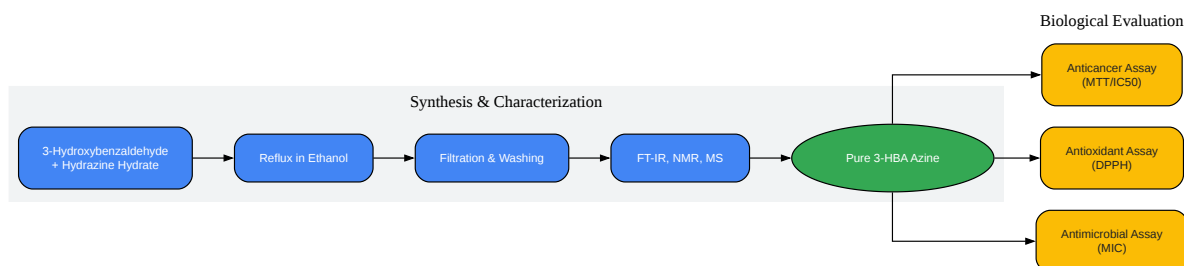 Biological Evaluation
Synthesis & Characterization
3-Hydroxybenzaldehyde
+ Hydrazine Hydrate
Reflux in Ethanol
Filtration & Washing
FT-IR, NMR, MS
Pure 3-HBA Azine
Anticancer Assay
(MTT/IC50)
Antioxidant Assay
(DPPH)
Antimicrobial Assay
(MIC)